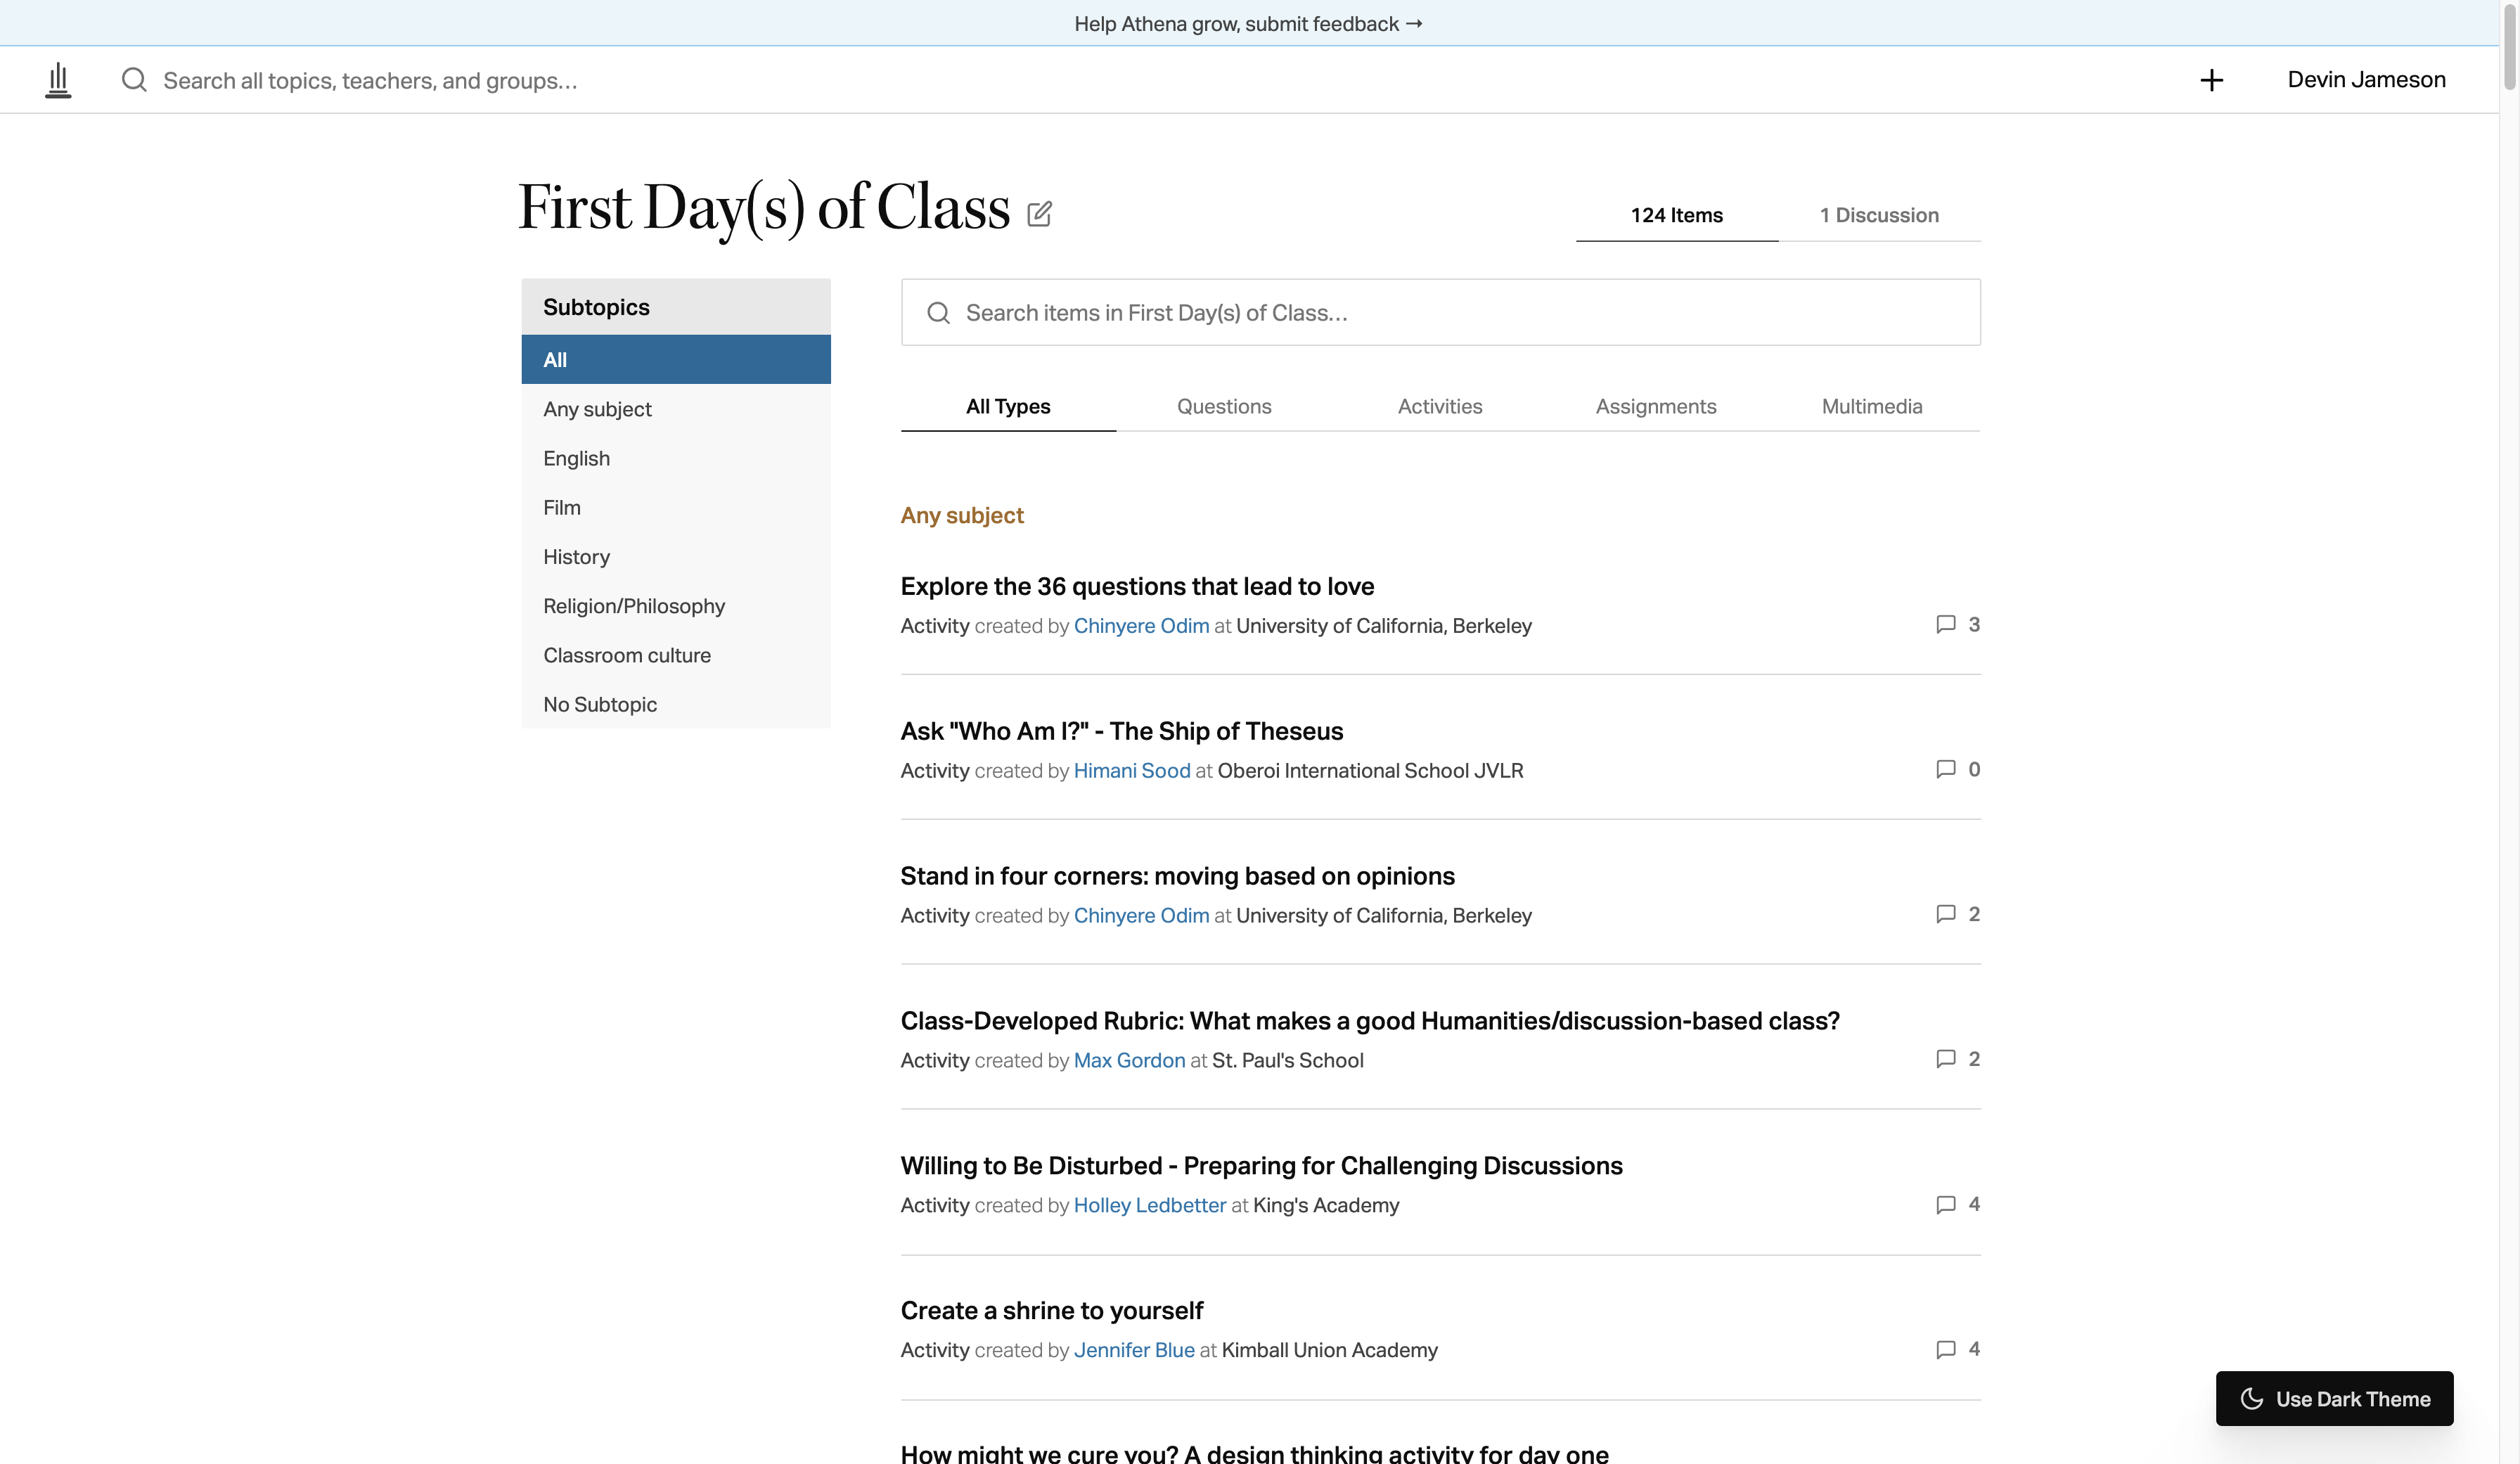 Help Athena grow, submit feedback →
Search all topics, teachers, and groups...
Devin Jameson
First Day(s) of Class
124 Items
1 Discussion
Subtopics
All
Any subject
English
Film
History
Religion/Philosophy
Classroom culture
No Subtopic
Search items in First Day(s) of Class...
All Types
Questions
Activities
Assignments
Multimedia
Any subject
Explore the 36 questions that lead to love
Activity created by Chinyere Odim at University of California, Berkeley
3
Ask "Who Am I?" - The Ship of Theseus
Activity created by Himani Sood at Oberoi International School JVLR
0
Stand in four corners: moving based on opinions
Activity created by Chinyere Odim at University of California, Berkeley
2
Class-Developed Rubric: What makes a good Humanities/discussion-based class?
Activity created by Max Gordon at St. Paul's School
2
Willing to Be Disturbed - Preparing for Challenging Discussions
Activity created by Holley Ledbetter at King's Academy
4
Create a shrine to yourself
Activity created by Jennifer Blue at Kimball Union Academy
4
How might we cure you? A design thinking activity for day one
Use Dark Theme